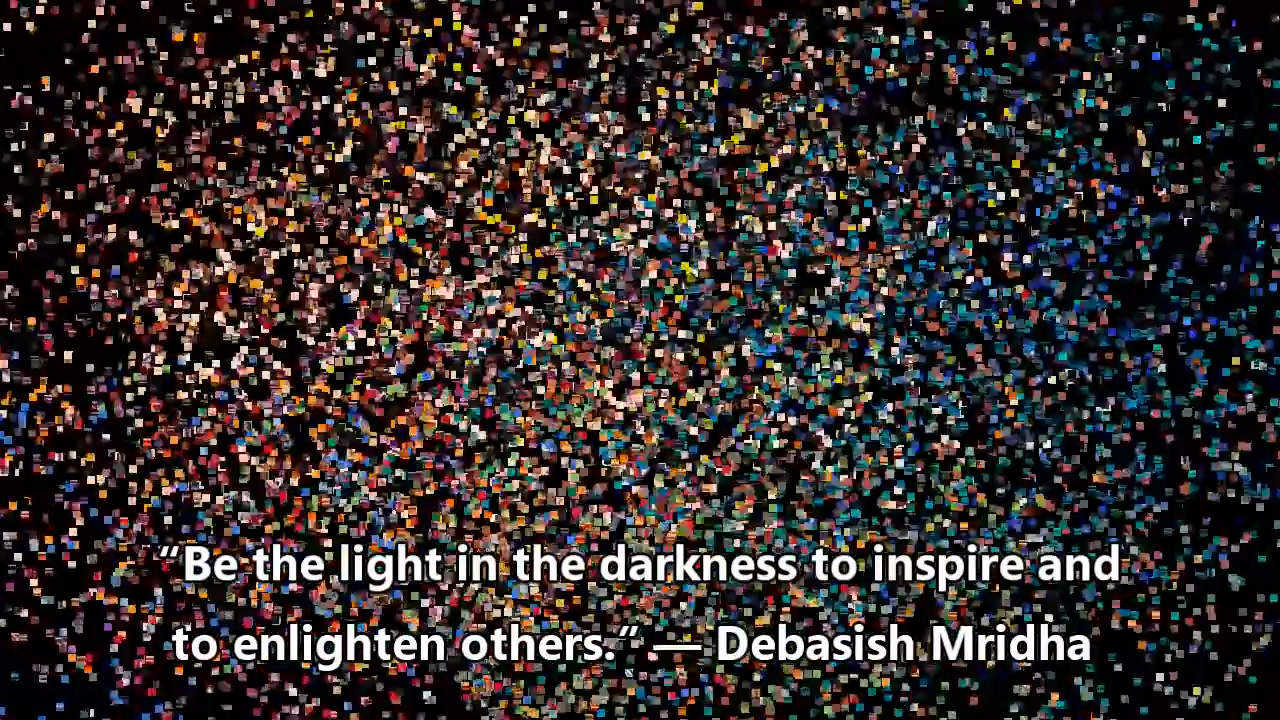 “Be the light in the darkness to inspire and
to enlighten others.” — Debasish Mridha